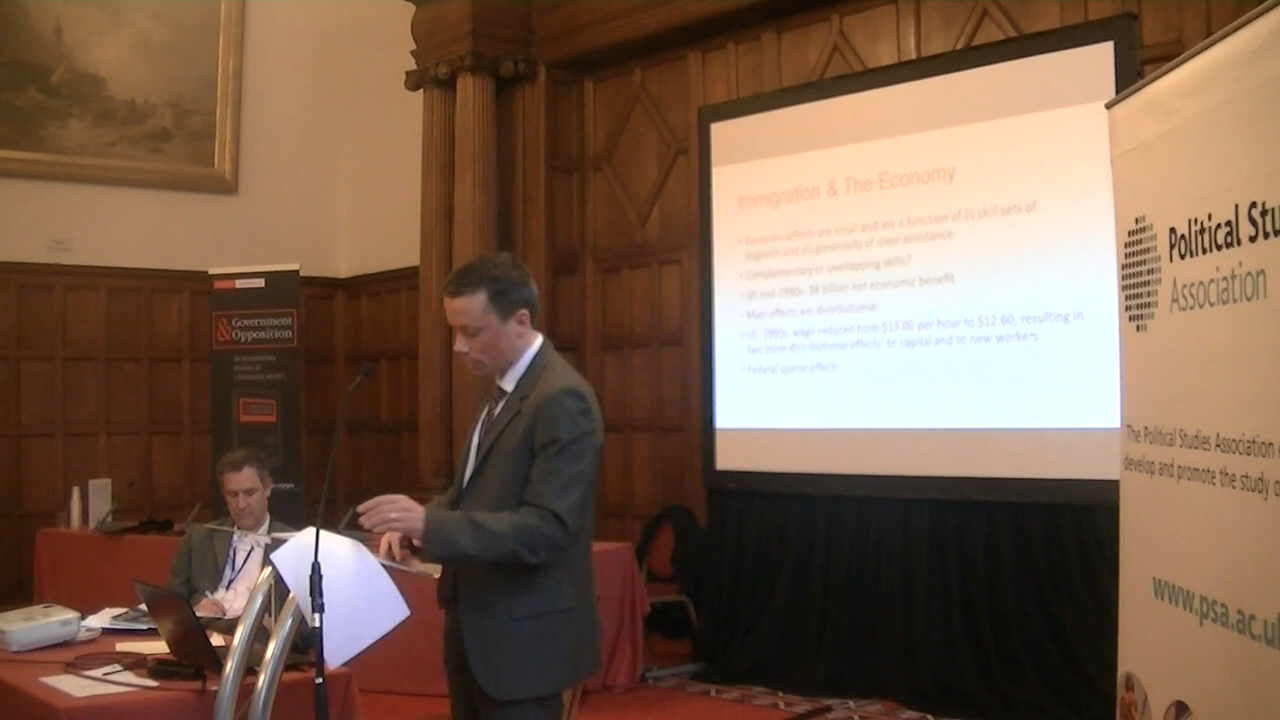 Government
& Opposition
Immigration & The Economy
• Economic effects are small and are a function of (i) skill sets of
migrants and (ii) generosity of state assistance
• Complementary or overlapping skills?
• US mid-1990s: $8 billion net economic benefit
• Main effects are distributional
• US, 1990s, wage reduced from $13.00 per hour to $12.60, resulting in
two more distributional effects: to capital and to new workers
• Federal spatial effects
Political Stu
Association
The Political Studies Association
develop and promote the study o
www.psa.ac.u